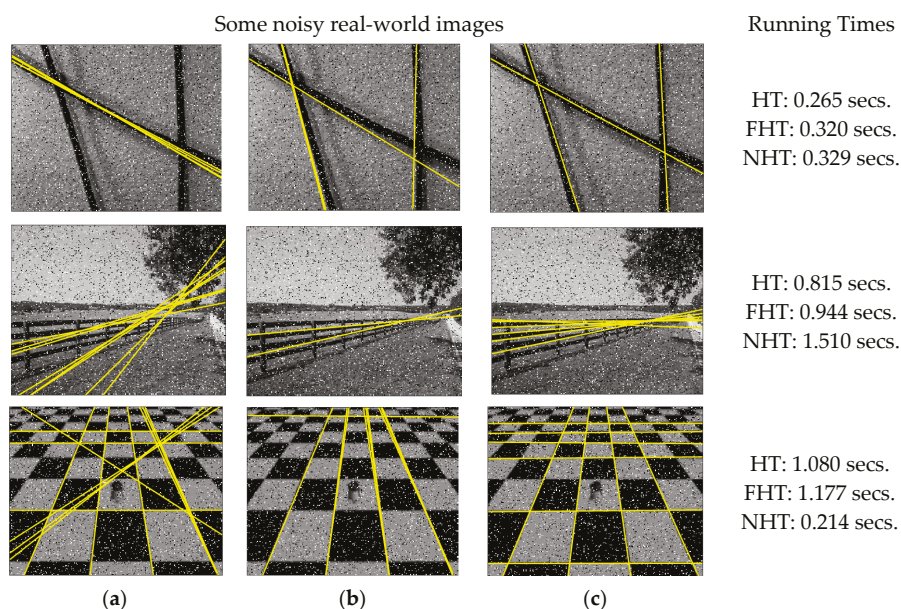 Some noisy real-world images
Running Times
HT: 0.265 secs.
FHT: 0.320 secs.
NHT: 0.329 secs.
HT: 0.815 secs.
FHT: 0.944 secs.
NHT: 1.510 secs.
HT: 1.080 secs.
FHT: 1.177 secs.
NHT: 0.214 secs.
(a)
(b)
(c)